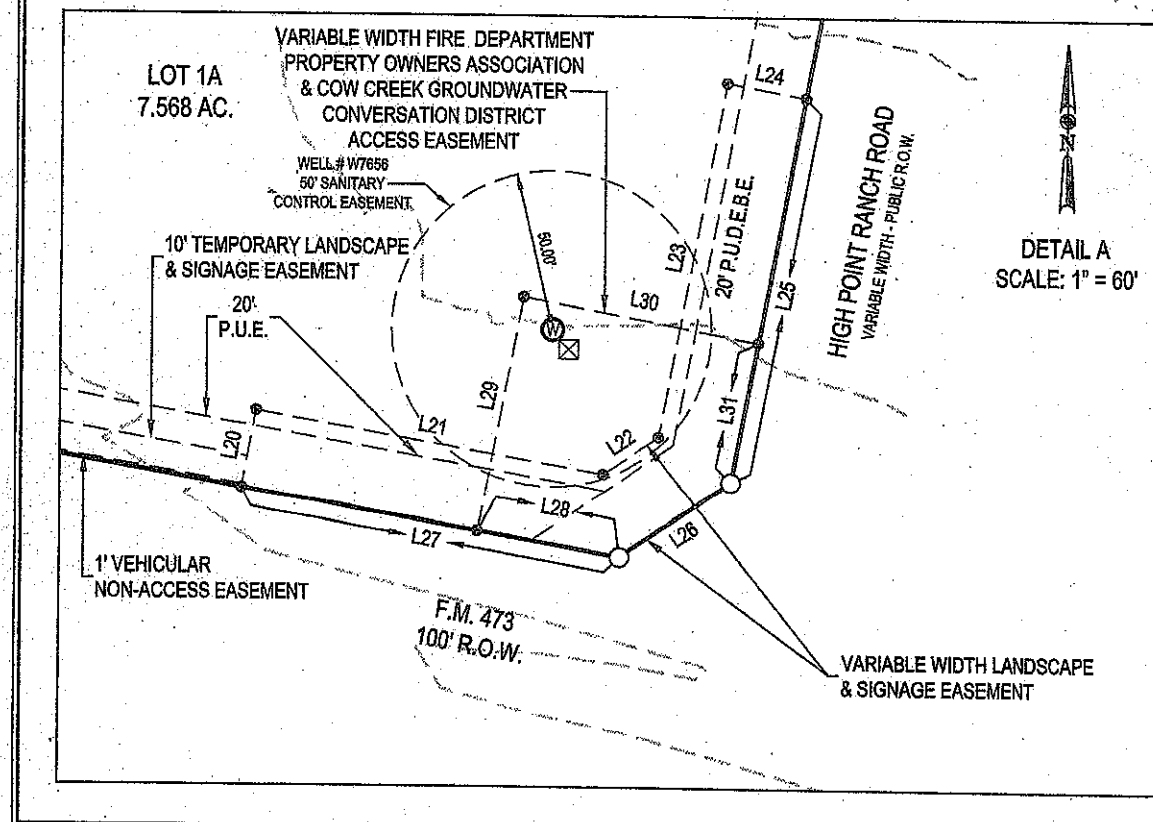 VARIABLE WIDTH FIRE DEPARTMENT
PROPERTY OWNERS ASSOCIATION
& COW CREEK GROUNDWATER
CONVERSATION DISTRICT
ACCESS EASEMENT
LOT 1A
7.568 AC.
WELL# W7656
50' SANITARY
CONTROL EASEMENT
10' TEMPORARY LANDSCAPE
& SIGNAGE EASEMENT
20'
P.U.E.
50.00'
W
L24
L23
20' P.U.D.E.B.E.
L25
HIGH POINT RANCH ROAD
VARIABLE WIDTH - PUBLIC R.O.W.
N
DETAIL A
SCALE: 1" = 60'
L30
L29
L31
L20
L21
L22
L28
L27
L26
1' VEHICULAR
NON-ACCESS EASEMENT
F.M. 473
100' R.O.W.
VARIABLE WIDTH LANDSCAPE
& SIGNAGE EASEMENT